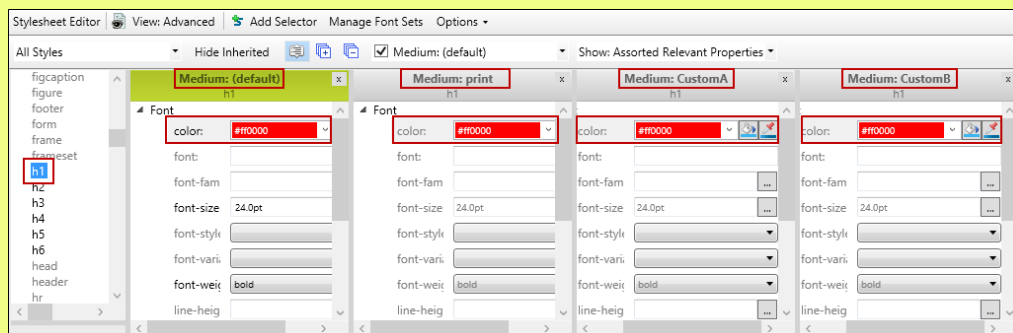 Stylesheet Editor View: Advanced Add Selector Manage Font Sets Options
All Styles Hide Inherited Medium: (default) Show: Assorted Relevant Properties
figcaption
figure
footer
form
frame
frameset
h1
h2
h3
h4
h5
h6
head
header
hr
Medium: (default) x
h1
Font
color: #ff0000
font:
font-fam
font-size 24.0pt
font-style
font-vari
font-weig bold
line-heig
Medium: print x
h1
Font
color: #ff0000
font:
font-fam
font-size 24.0pt
font-style
font-vari
font-weig bold
line-heig
Medium: CustomA x
h1
color: #ff0000
font:
font-fam ...
font-size 24.0pt ...
font-style
font-vari
font-weig bold
line-heig ...
Medium: CustomB x
h1
color: #ff0000
font:
font-fam ...
font-size 24.0pt ...
font-style
font-vari
font-weig bold
line-heig ...